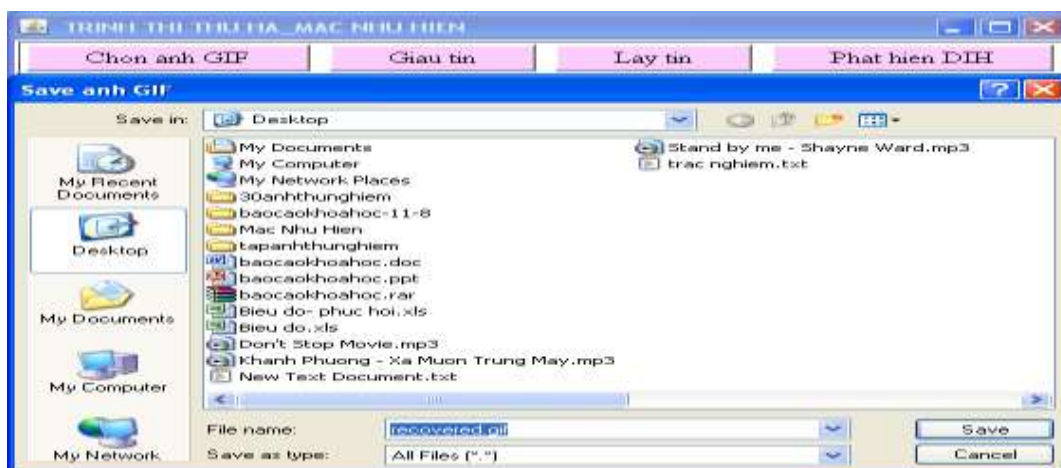 TRINH THI THU HA_MAC NHU HIEN
Chon anh GIF Giau tin Lay tin Phat hien DIH
Save anh GIF
Save in: Desktop
My Recent Documents
Desktop
My Documents
My Computer
My Network
My Documents
My Computer
My Network Places
30anhthunghiem
baocaokhoahoc-11-8
Mac Nhu Hien
tapanhthunghiem
baocaokhoahoc.doc
baocaokhoahoc.ppt
baocaokhoahoc.rar
Bieu do- phuc hoi.xls
Bieu do.xls
Don't Stop Movie.mp3
Khanh Phuong - Xa Muon Trung May.mp3
New Text Document.txt
Stand by me - Shayne Ward.mp3
trac nghiem.txt
File name: recovered.gif Save
Save as type: All Files (*.*) Cancel